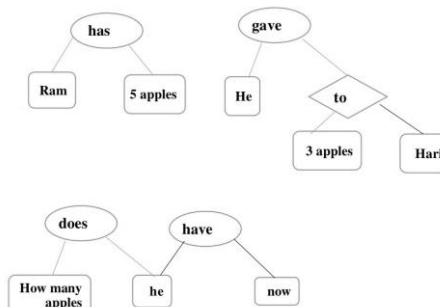 has
gave
Ram
5 apples
He
to
3 apples
Hari
does
have
How many
apples
he
now